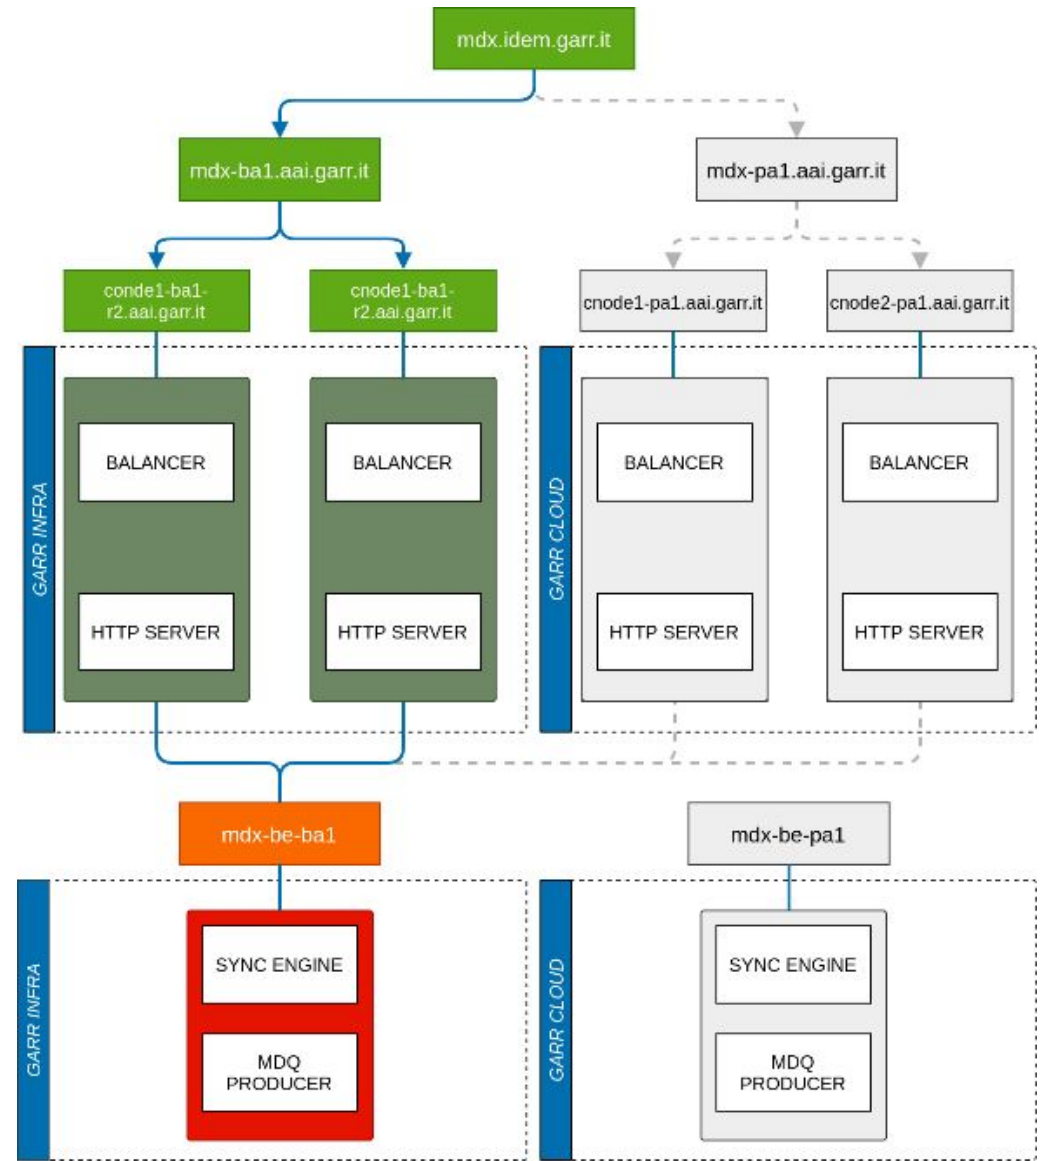 mdx.idem.garr.it
mdx-ba1.aai.garr.it
mdx-pa1.aai.garr.it
conde1-ba1-
r2.aai.garr.it
cnode1-ba1-
r2.aai.garr.it
cnode1-pa1.aai.garr.it
cnode2-pa1.aai.garr.it
GARR INFRA
BALANCER
BALANCER
GARR CLOUD
BALANCER
BALANCER
HTTP SERVER
HTTP SERVER
HTTP SERVER
HTTP SERVER
mdx-be-ba1
mdx-be-pa1
GARR INFRA
SYNC ENGINE
MDQ
PRODUCER
GARR CLOUD
SYNC ENGINE
MDQ
PRODUCER